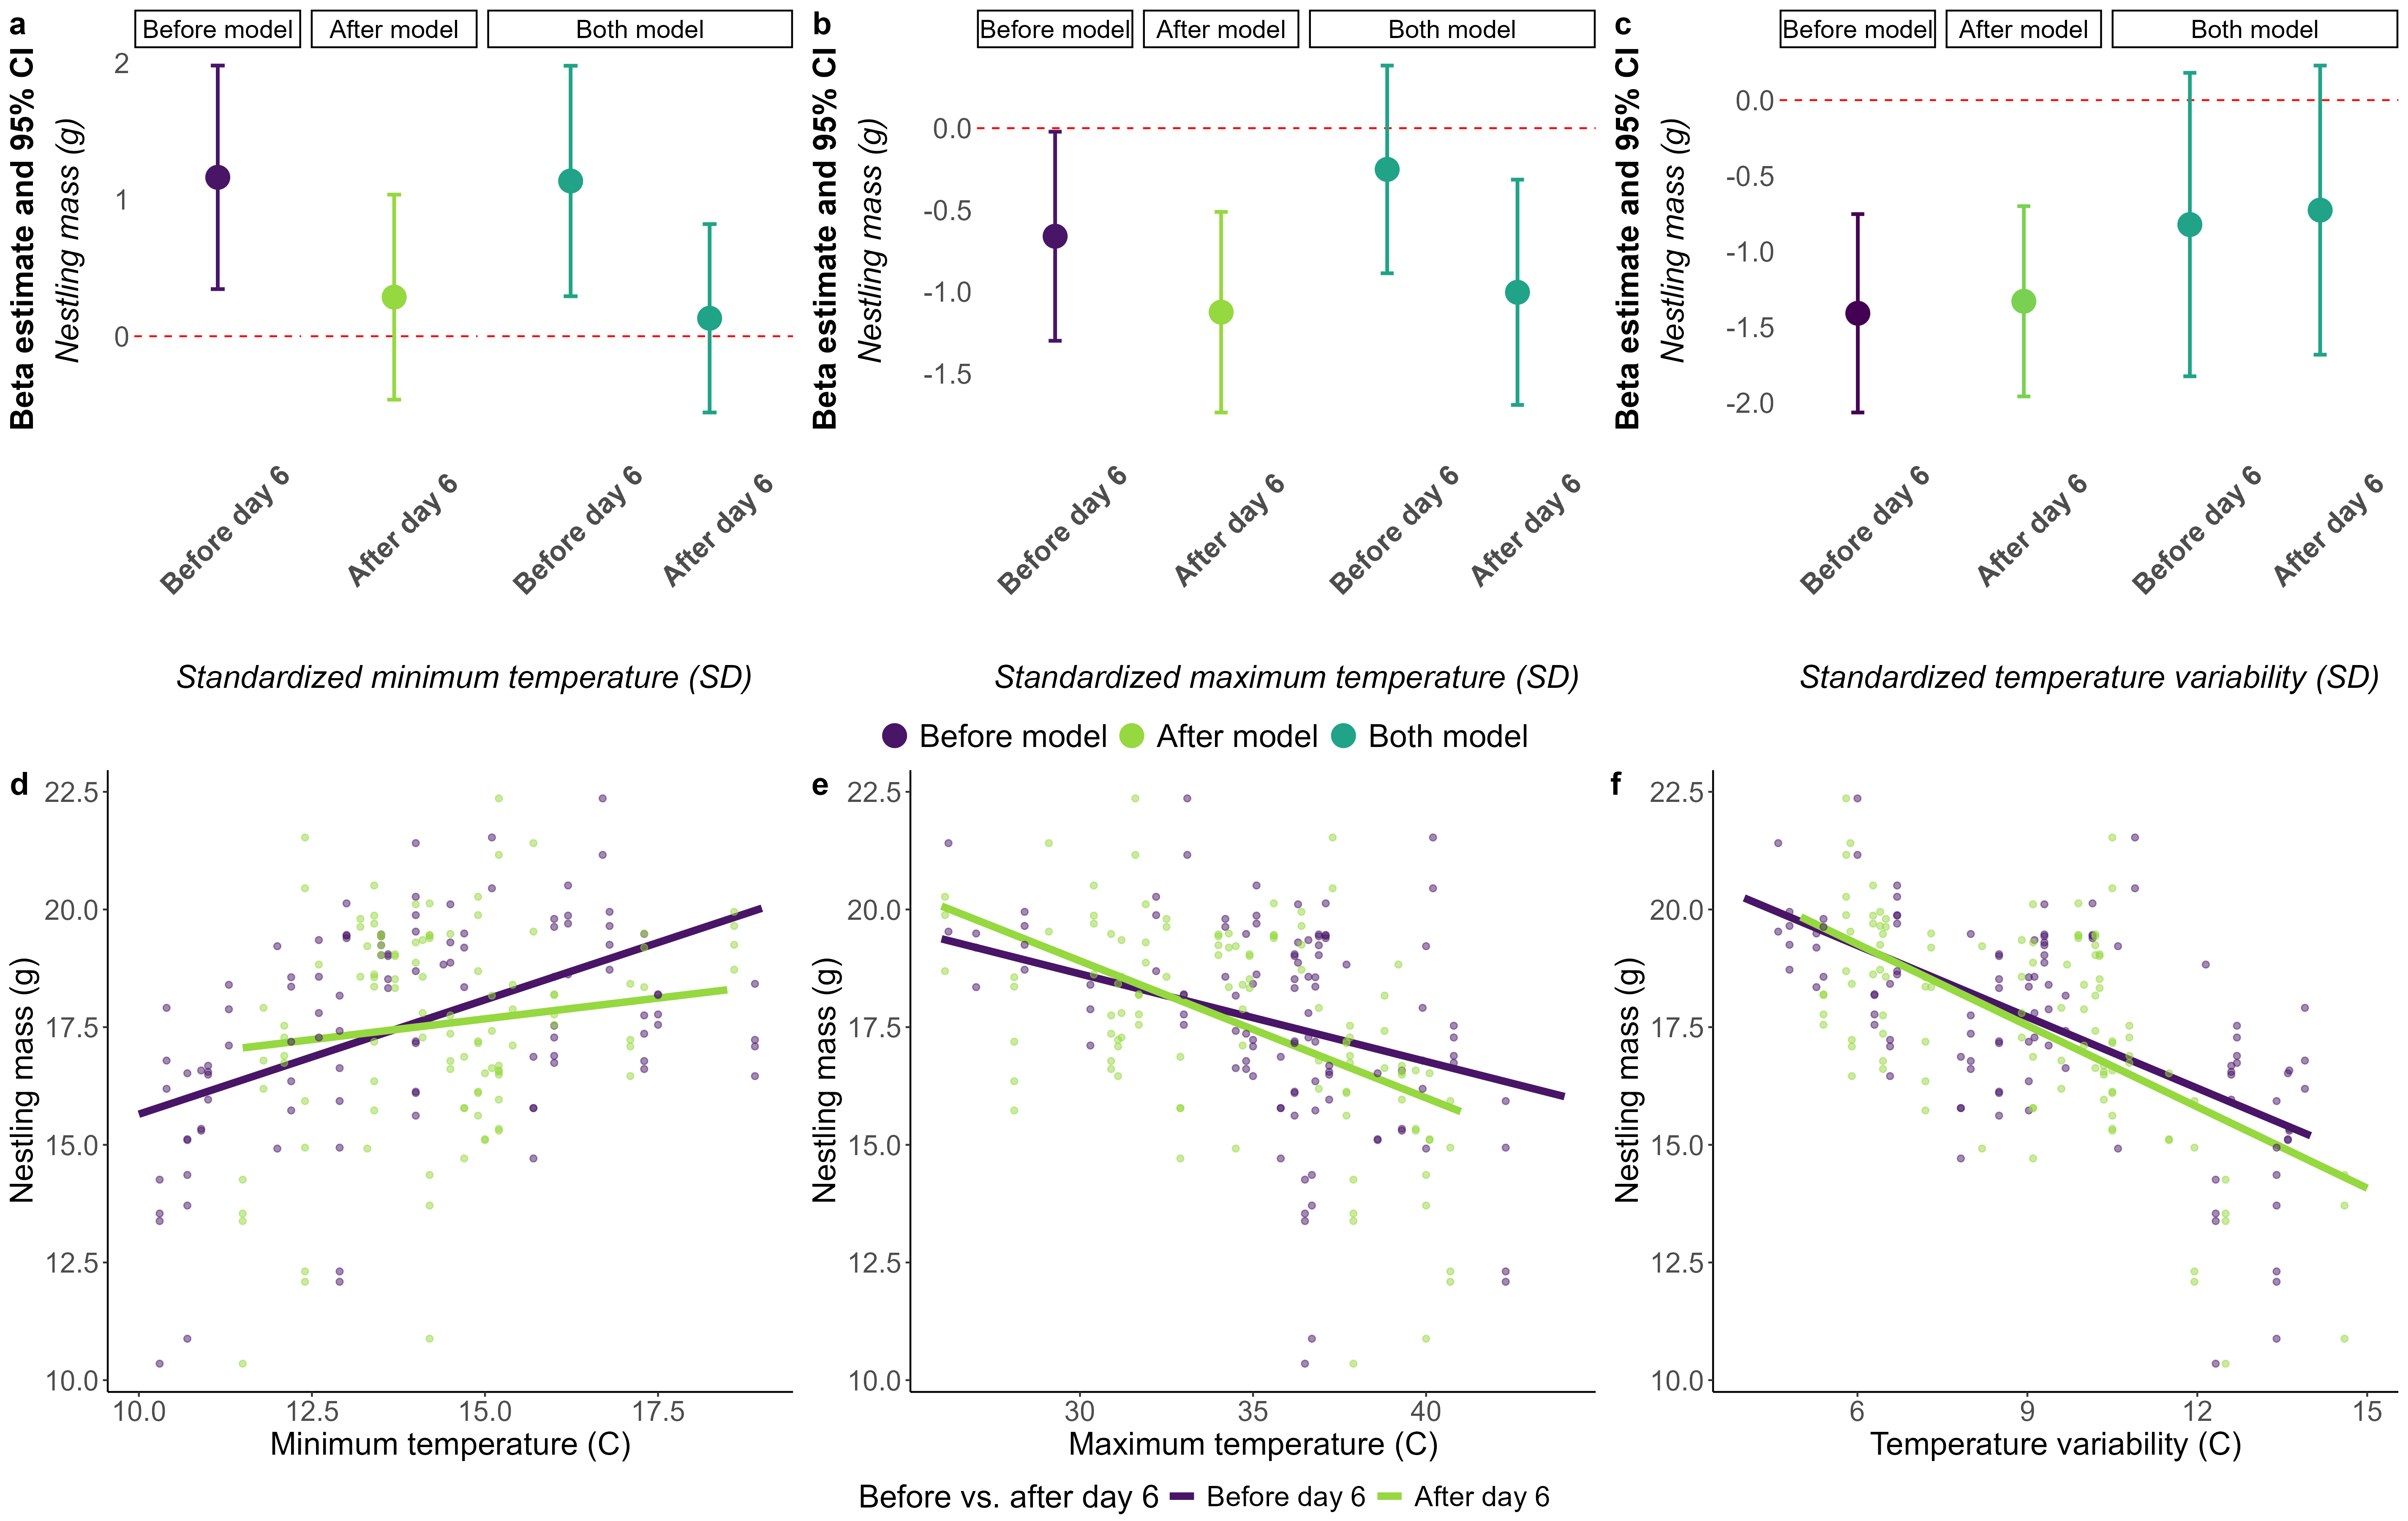 a
Before model
After model
Both model
Beta estimate and 95% CI
Nestling mass (g)
2
1
0
Before day 6
After day 6
Before day 6
After day 6
Standardized minimum temperature (SD)
b
Before model
After model
Both model
Beta estimate and 95% CI
Nestling mass (g)
0.0
-0.5
-1.0
-1.5
Before day 6
After day 6
Before day 6
After day 6
Standardized maximum temperature (SD)
c
Before model
After model
Both model
Beta estimate and 95% CI
Nestling mass (g)
0.0
-0.5
-1.0
-1.5
-2.0
Before day 6
After day 6
Before day 6
After day 6
Standardized temperature variability (SD)
Before model After model Both model
d
Nestling mass (g)
22.5
20.0
17.5
15.0
12.5
10.0
10.0 12.5 15.0 17.5
Minimum temperature (C)
e
Nestling mass (g)
22.5
20.0
17.5
15.0
12.5
10.0
30 35 40
Maximum temperature (C)
f
Nestling mass (g)
22.5
20.0
17.5
15.0
12.5
10.0
6 9 12 15
Temperature variability (C)
Before vs. after day 6 Before day 6 After day 6